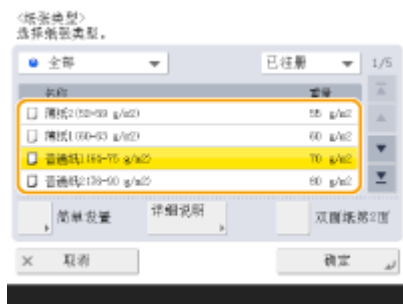 <纸张类型>
选择纸张类型。
全部 已注册 1/5
名称 重量
薄纸2(52-59 g/m2) 55 g/m2
薄纸1(60-63 g/m2) 60 g/m2
普通纸1(64-75 g/m2) 70 g/m2
普通纸2(76-90 g/m2) 80 g/m2
简单设置 详细说明 双面纸第2面
× 取消 确定